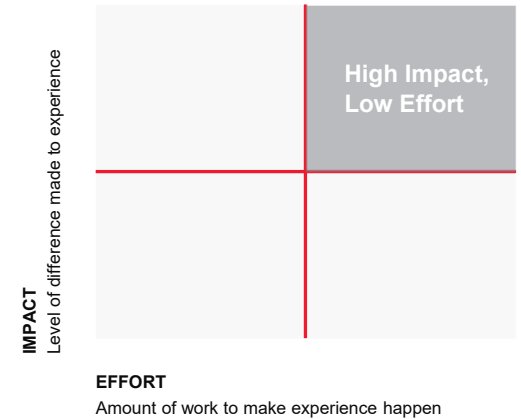 High Impact,
Low Effort
IMPACT
Level of difference made to experience
EFFORT
Amount of work to make experience happen